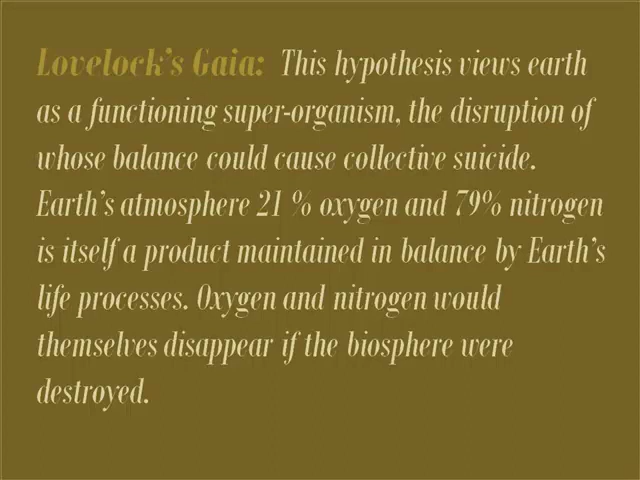 Lovelock's Gaia: This hypothesis views earth
as a functioning super-organism, the disruption of
whose balance could cause collective suicide.
Earth's atmosphere 21 % oxygen and 79% nitrogen
is itself a product maintained in balance by Earth's
life processes. Oxygen and nitrogen would
themselves disappear if the biosphere were
destroyed.